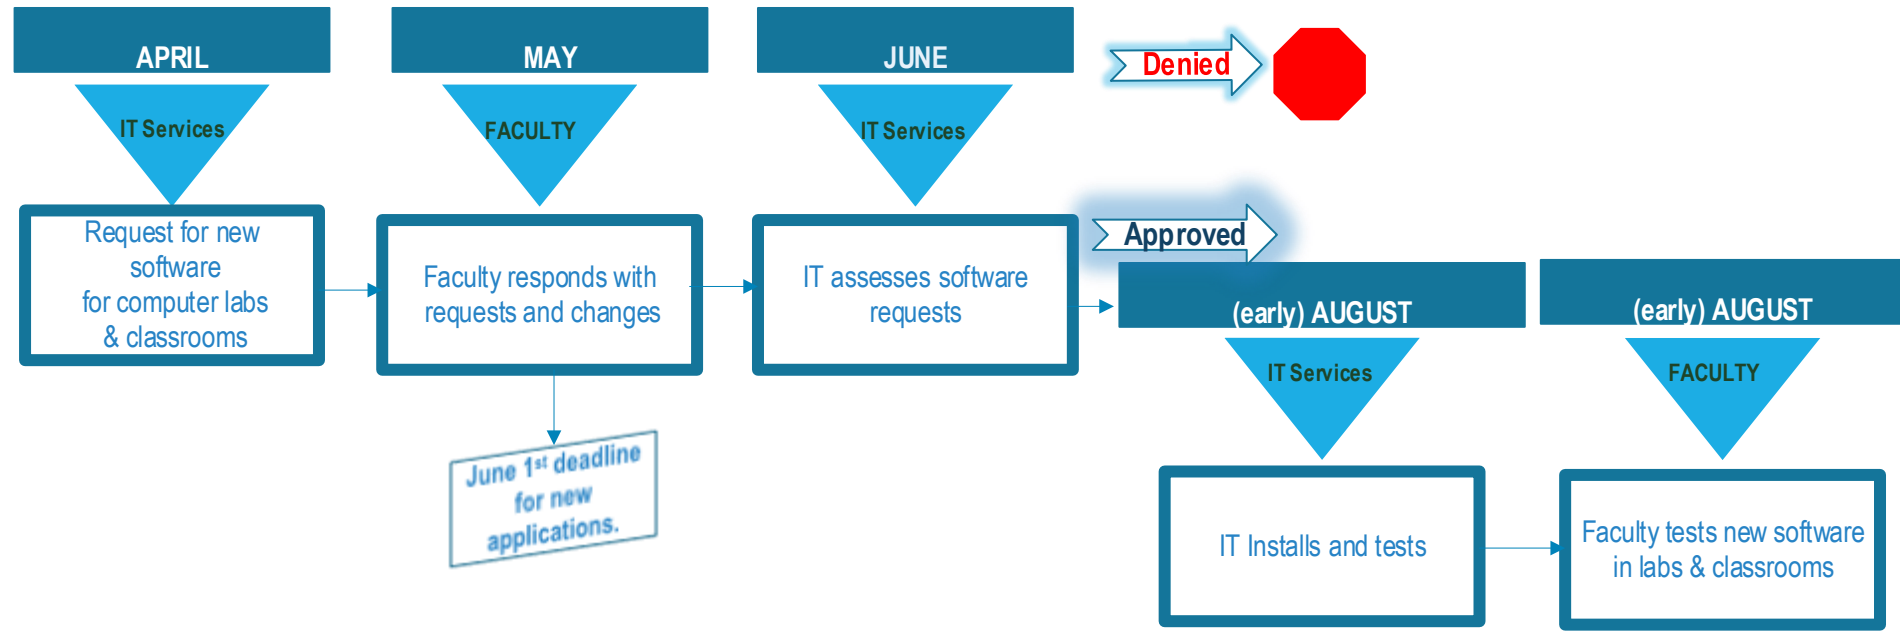 APRIL
IT Services
Request for new
software
for computer labs
& classrooms
MAY
FACULTY
Faculty responds with
requests and changes
June 1st deadline
for new
applications.
JUNE
IT Services
IT assesses software
requests
Denied
Approved
(early) AUGUST
IT Services
IT Installs and tests
(early) AUGUST
FACULTY
Faculty tests new software
in labs & classrooms